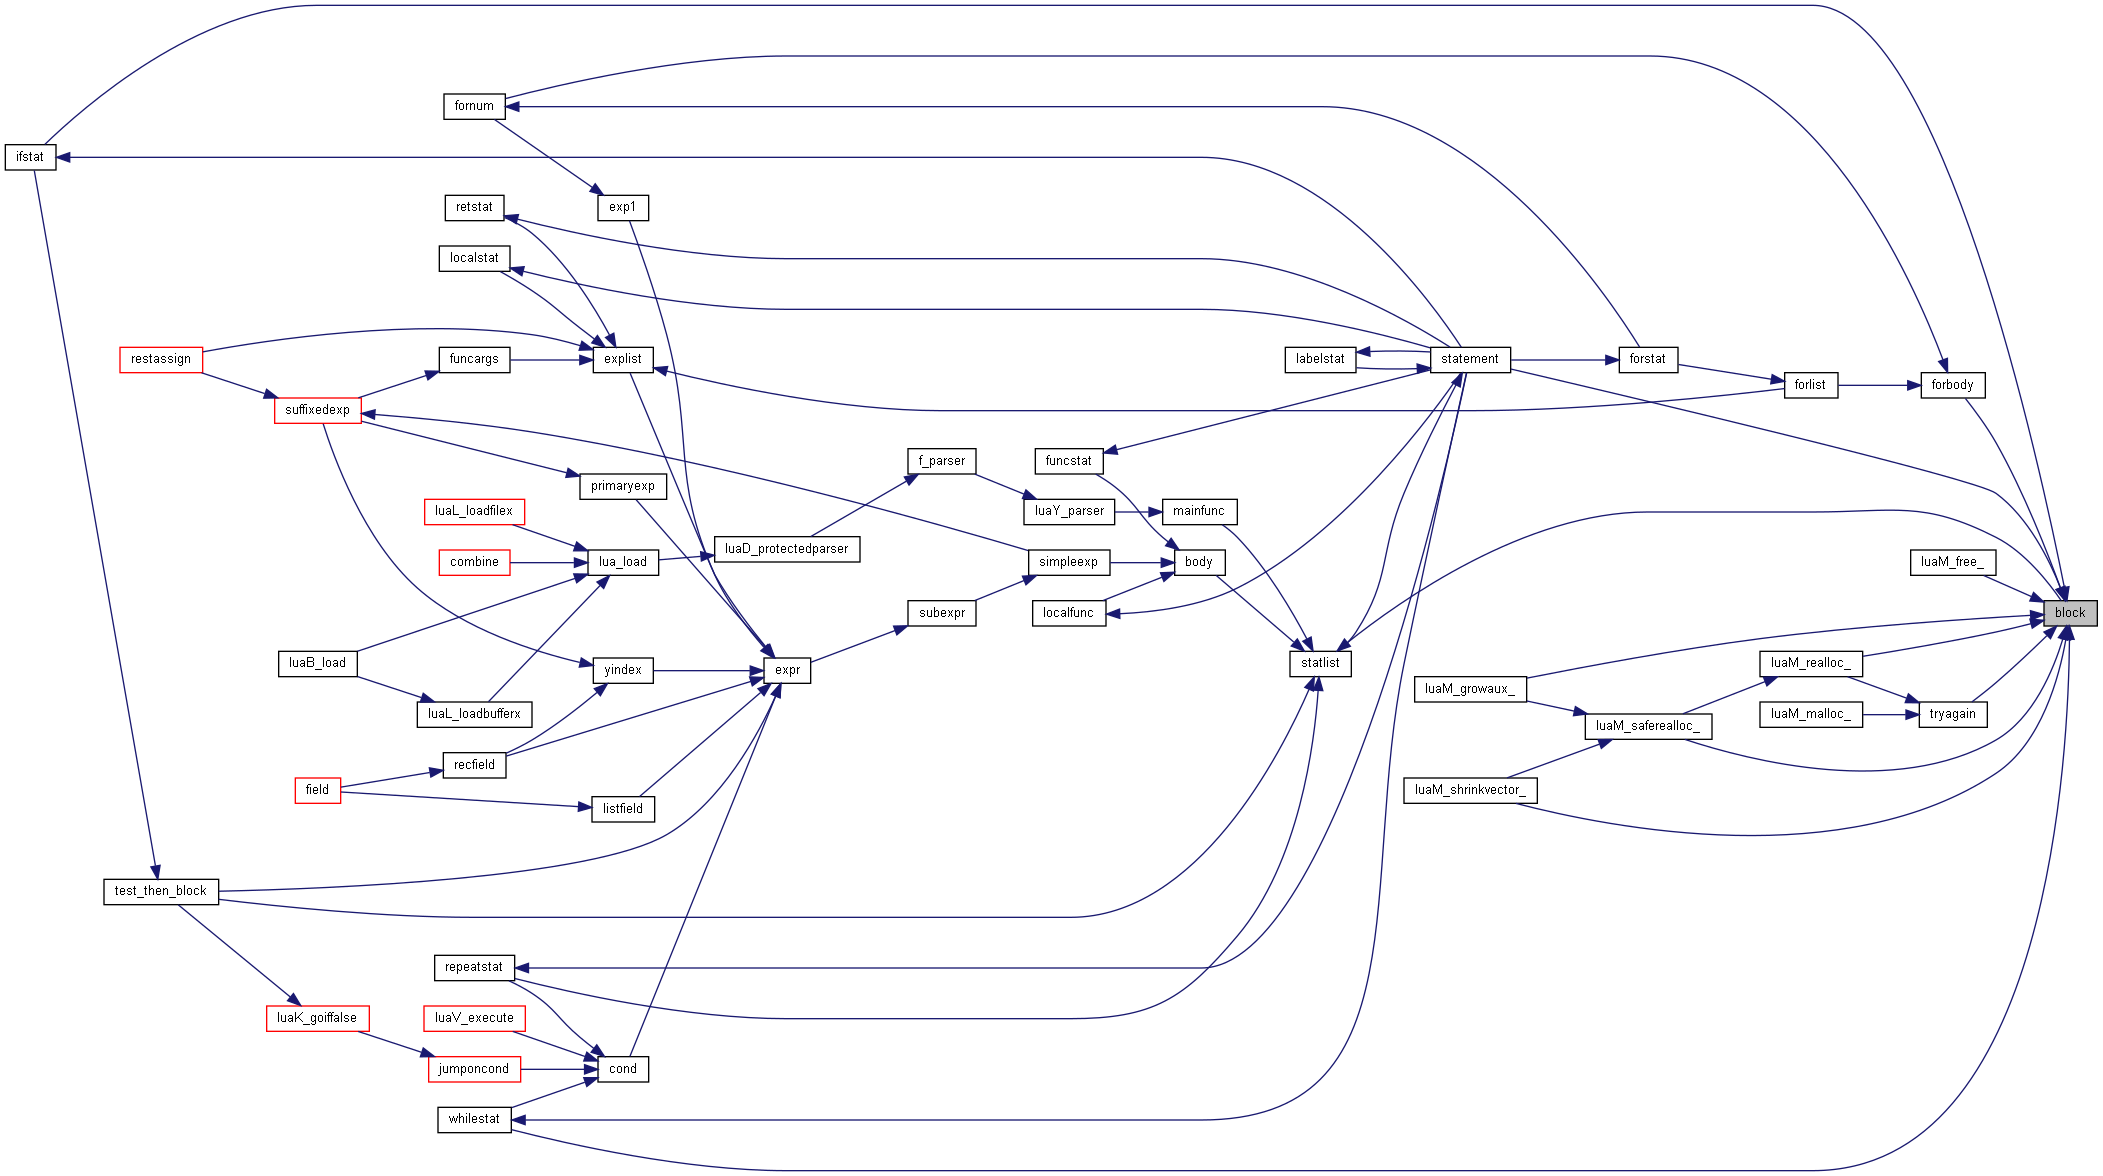 fornum
ifstat
retstat
exp1
localstat
restassign
funcargs
explist
labelstat
statement
forstat
forlist
forbody
suffixedexp
f_parser
funcstat
primaryexp
luaL_loadfilex
luaY_parser
mainfunc
combine
lua_load
luaD_protectedparser
simpleexp
body
luaM_free_
localfunc
subexpr
block
luaB_load
yindex
expr
statlist
luaM_realloc_
luaM_growaux_
luaL_loadbufferx
luaM_saferealloc_
luaM_malloc_
tryagain
recfield
field
listfield
luaM_shrinkvector_
test_then_block
repeatstat
luaK_goiffalse
luaV_execute
jumponcond
cond
whilestat